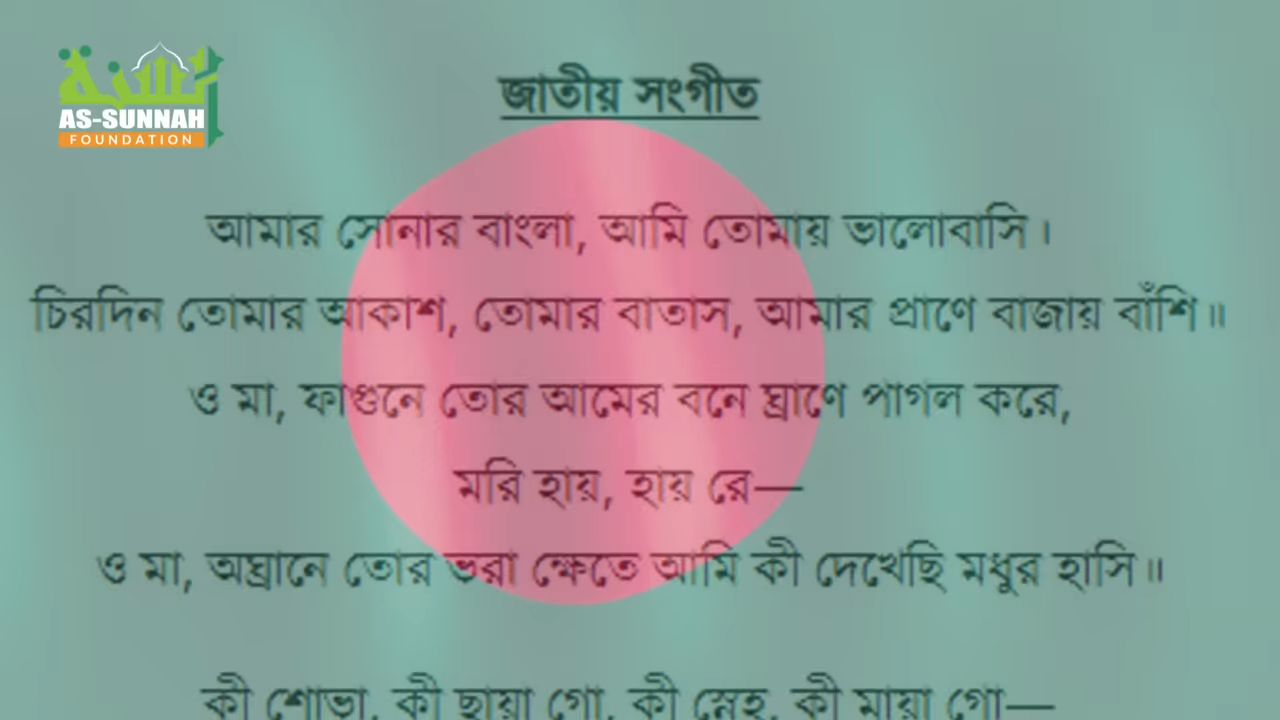 AS-SUNNAH
FOUNDATION
জাতীয় সংগীত
আমার সোনার বাংলা, আমি তোমায় ভালোবাসি।
চিরদিন তোমার আকাশ, তোমার বাতাস, আমার প্রাণে বাজায় বাঁশি॥
ও মা, ফাগুনে তোর আমের বনে ঘ্রাণে পাগল করে,
মরি হায়, হায় রে—
ও মা, অঘ্রানে তোর ভরা ক্ষেতে আমি কী দেখেছি মধুর হাসি॥
কী শোভা, কী ছায়া গো, কী স্নেহ, কী মায়া গো—